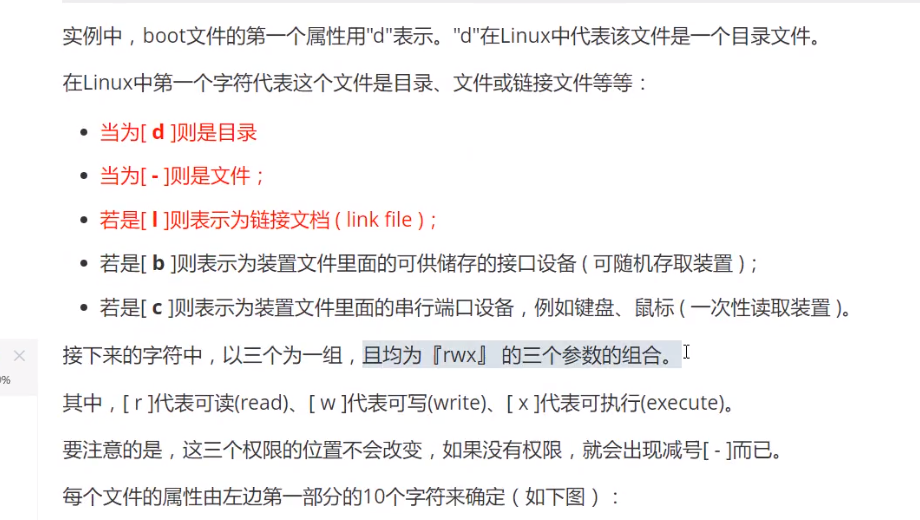 实例中，boot文件的第一个属性用"d"表示。"d"在Linux中代表该文件是一个目录文件。
在Linux中第一个字符代表这个文件是目录、文件或链接文件等等：
当为[ d ]则是目录
当为[ - ]则是文件；
若是[ l ]则表示为链接文档 ( link file )；
若是[ b ]则表示为装置文件里面的可供储存的接口设备 ( 可随机存取装置 )；
若是[ c ]则表示为装置文件里面的串行端口设备，例如键盘、鼠标 ( 一次性读取装置 )。
接下来的字符中，以三个为一组，且均为『rwx』 的三个参数的组合。
其中，[ r ]代表可读(read)、[ w ]代表可写(write)、[ x ]代表可执行(execute)。
要注意的是，这三个权限的位置不会改变，如果没有权限，就会出现减号[ - ]而已。
每个文件的属性由左边第一部分的10个字符来确定（如下图）：